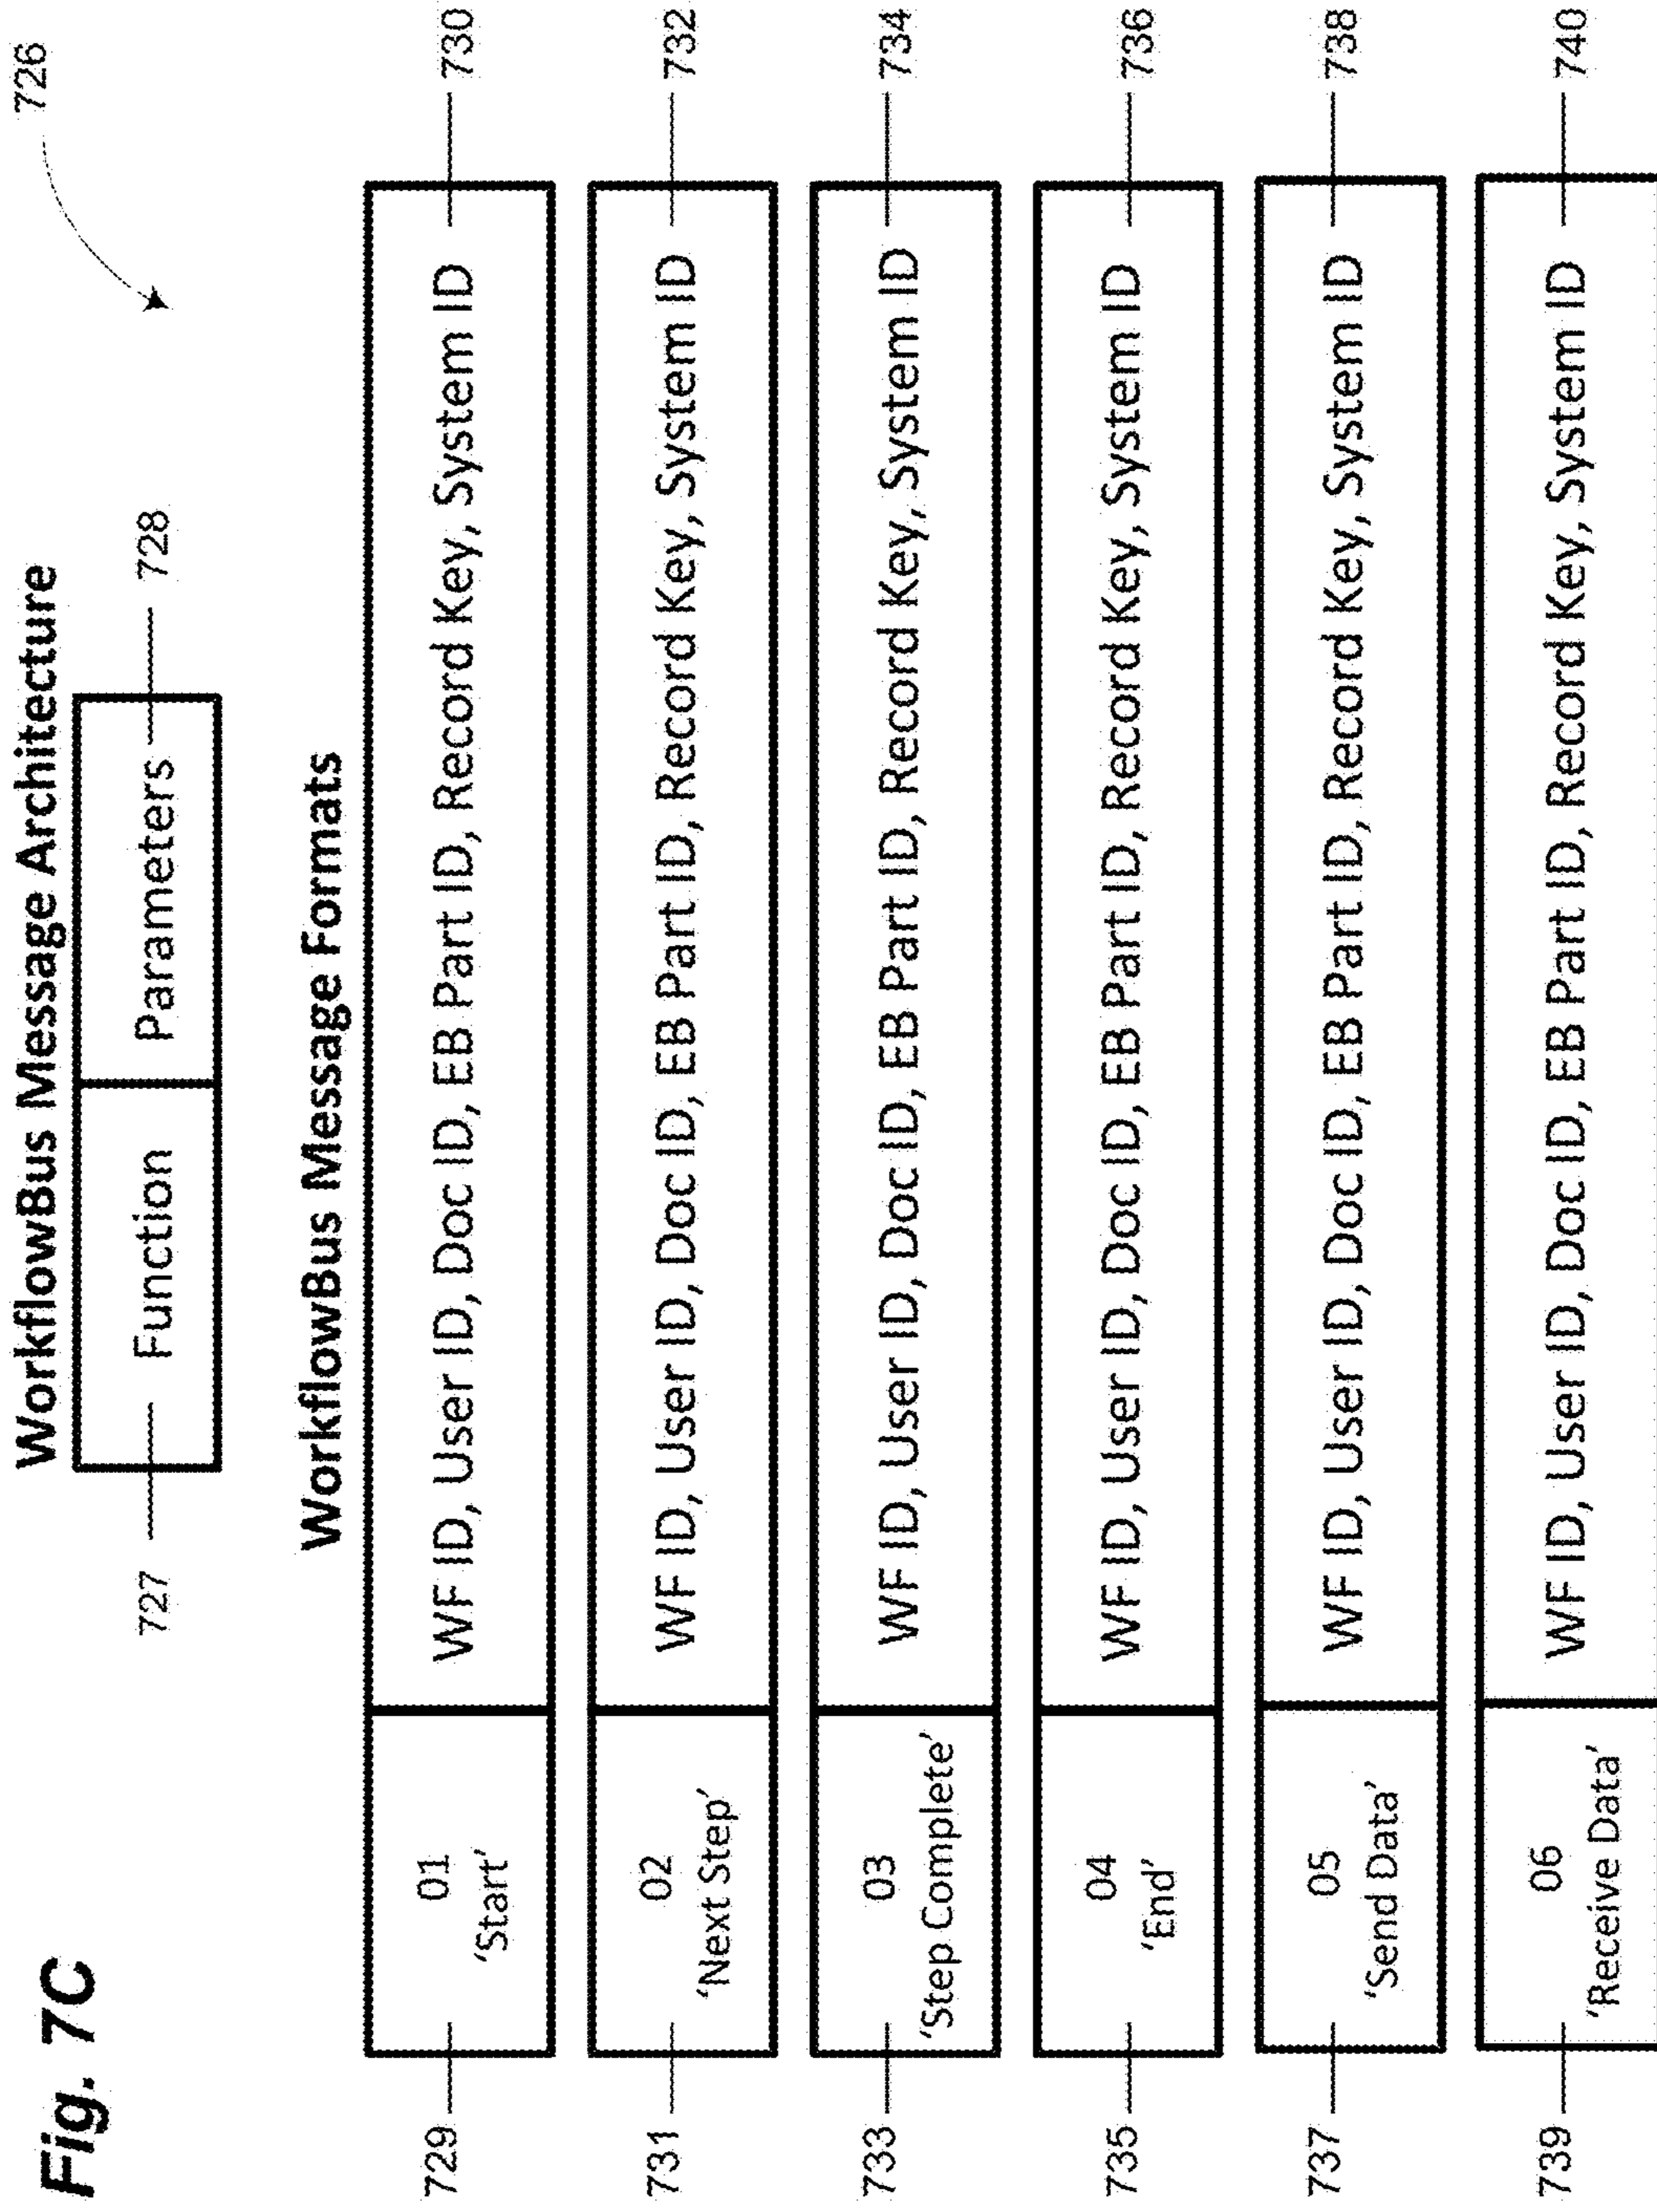 Fig. 7C
WorkflowBus Message Architecture
726
727
Function
Parameters
728
WorkflowBus Message Formats
729
01
'Start'
WF ID, User ID, Doc ID, EB Part ID, Record Key, System ID
730
731
02
'Next Step'
WF ID, User ID, Doc ID, EB Part ID, Record Key, System ID
732
733
03
'Step Complete'
WF ID, User ID, Doc ID, EB Part ID, Record Key, System ID
734
735
04
'End'
WF ID, User ID, Doc ID, EB Part ID, Record Key, System ID
736
737
05
'Send Data'
WF ID, User ID, Doc ID, EB Part ID, Record Key, System ID
738
739
06
'Receive Data'
WF ID, User ID, Doc ID, EB Part ID, Record Key, System ID
740